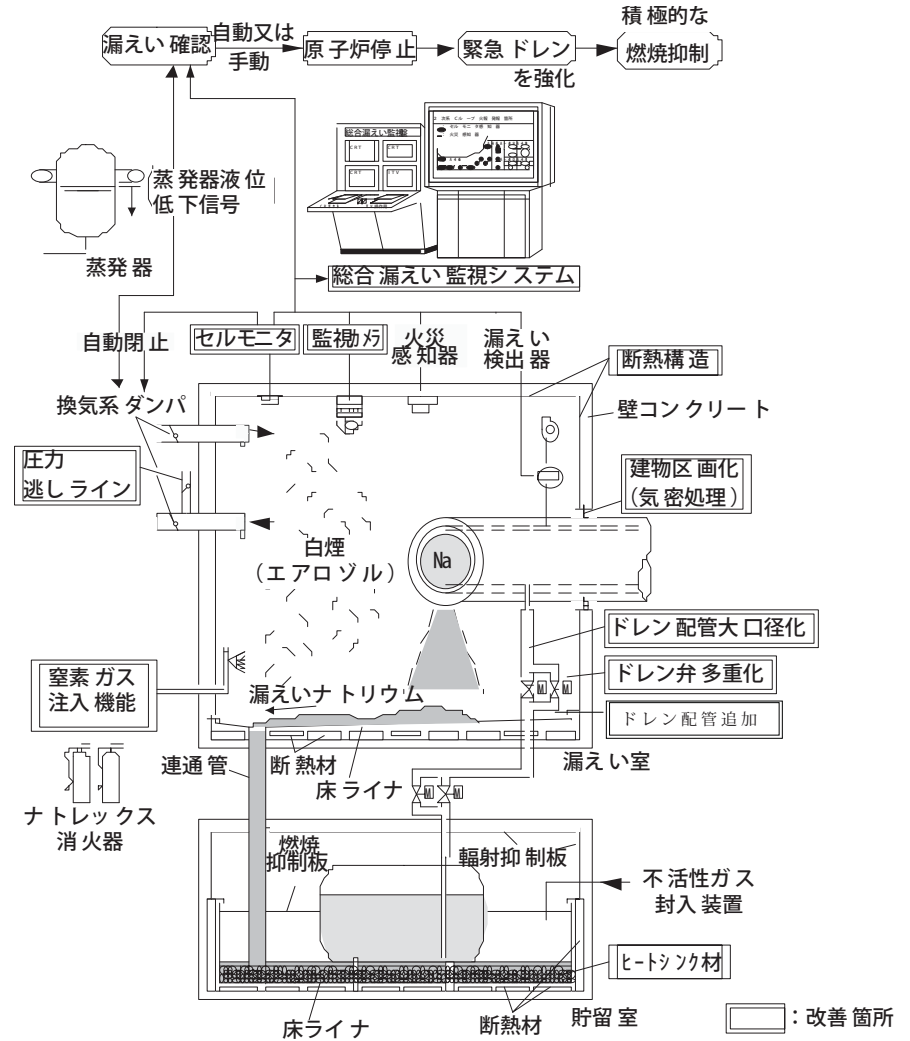 積極的な
漏えい確認
自動又は
手動
原子炉停止
緊急ドレン
を強化
燃焼抑制
総合漏えい監視盤
CRT
CRT
CRT
ITV
蒸発器液位
低下信号
蒸発器
総合漏えい監視システム
自動閉止
セルモニタ
監視カメラ
火災
感知器
漏えい
検出器
断熱構造
換気系ダンパ
壁コンクリート
圧力
逃しライン
建物区画化
(気密処理)
白煙
(エアロゾル)
Na
ドレン配管大口径化
窒素ガス
注入機能
ドレン弁多重化
M
M
漏えいナトリウム
ドレン配管追加
連通管
断熱材
床ライナ
漏えい室
M
M
ナトレックス
消火器
燃焼
抑制板
輻射抑制板
不活性ガス
封入装置
ヒートシンク材
床ライナ
断熱材
貯留室
:改善箇所